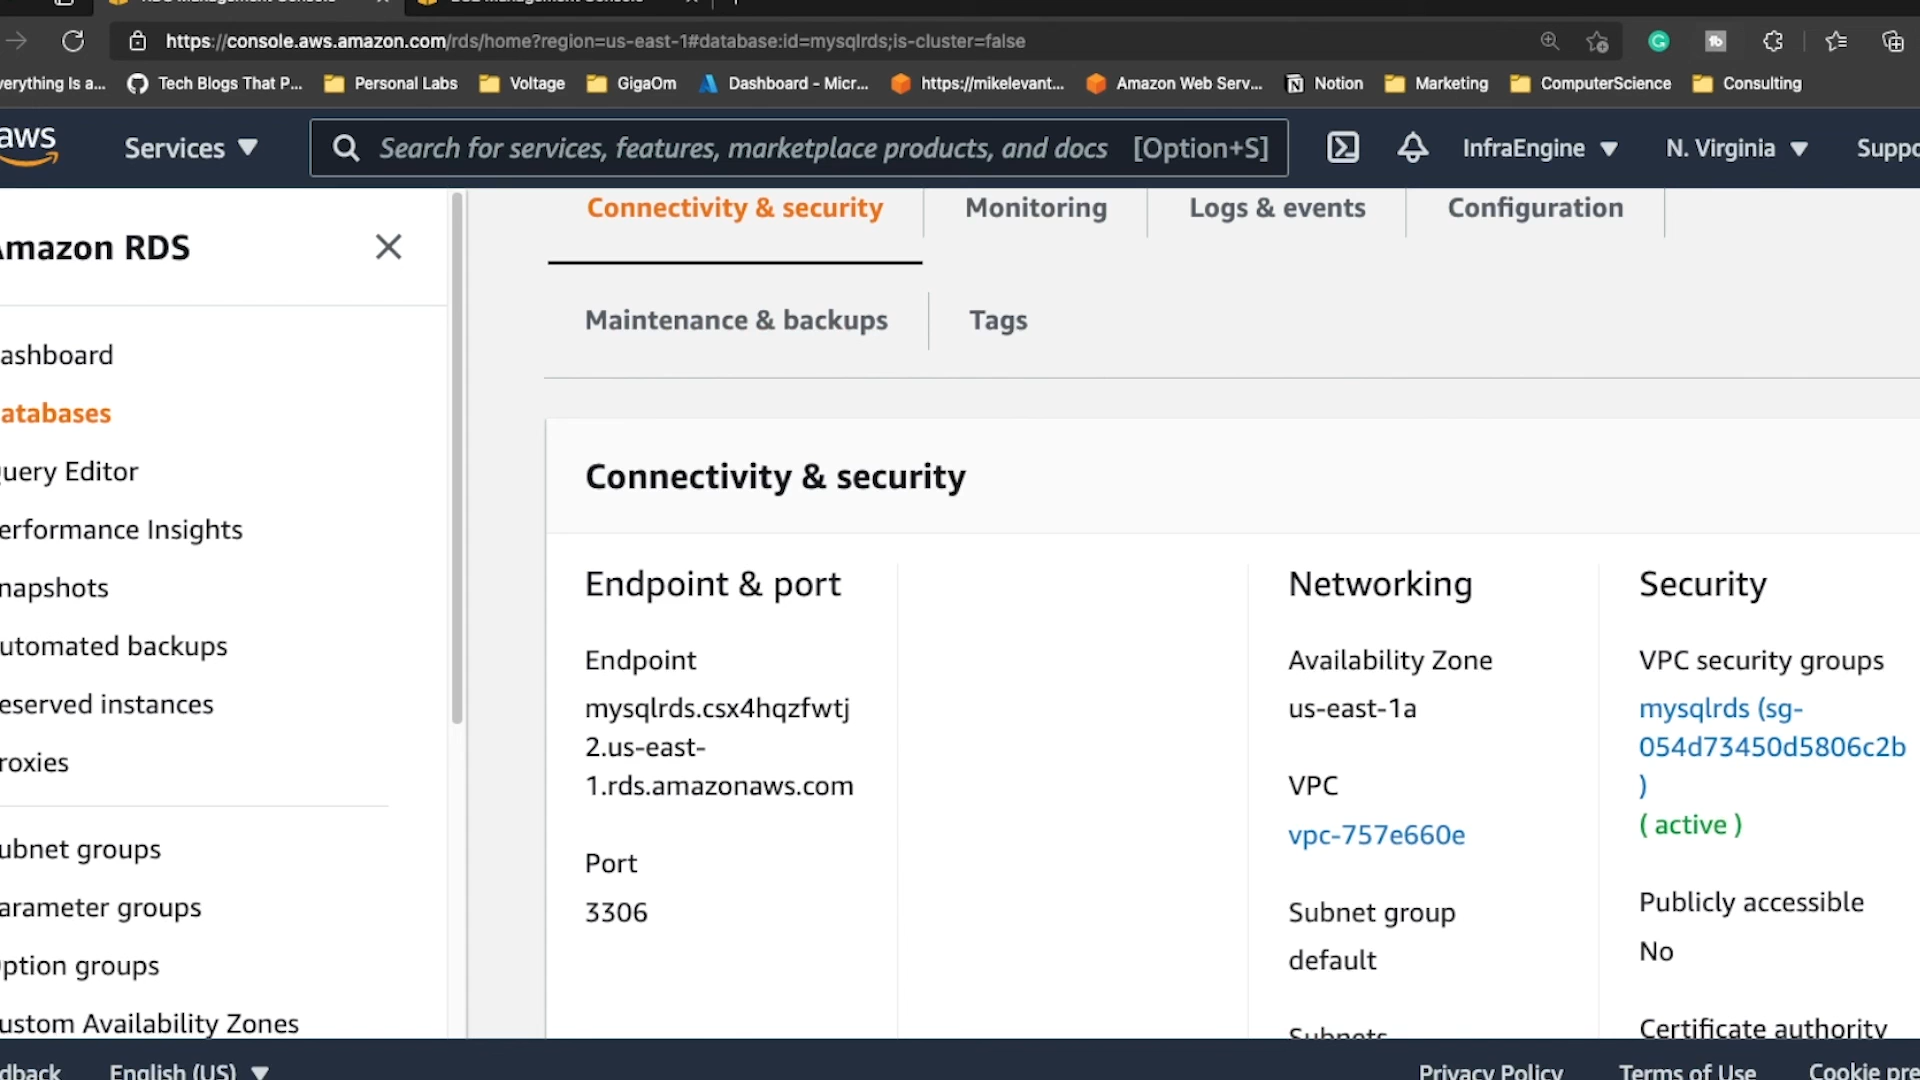 https://console.aws.amazon.com/rds/home?region=us-east-1#database:id=mysqlrds;is-cluster=false
verything Is a... Tech Blogs That P... Personal Labs Voltage GigaOm Dashboard - Micr... https://mikelevant... Amazon Web Serv... Notion Marketing ComputerScience Consulting
aws Services Search for services, features, marketplace products, and docs [Option+S] InfraEngine N. Virginia Suppo
Amazon RDS
ashboard
atabases
uery Editor
erformance Insights
napshots
utomated backups
eserved instances
roxies
ubnet groups
arameter groups
ption groups
ustom Availability Zones
Connectivity & security Monitoring Logs & events Configuration
Maintenance & backups Tags
Connectivity & security
Endpoint & port
Endpoint
mysqlrds.csx4hqzfwtj
2.us-east-
1.rds.amazonaws.com
Port
3306
Networking
Availability Zone
us-east-1a
VPC
vpc-757e660e
Subnet group
default
Subnets
Security
VPC security groups
mysqlrds (sg-
054d73450d5806c2b
)
( active )
Publicly accessible
No
Certificate authority
dback English (US) Privacy Policy Terms of Use Cookie pre